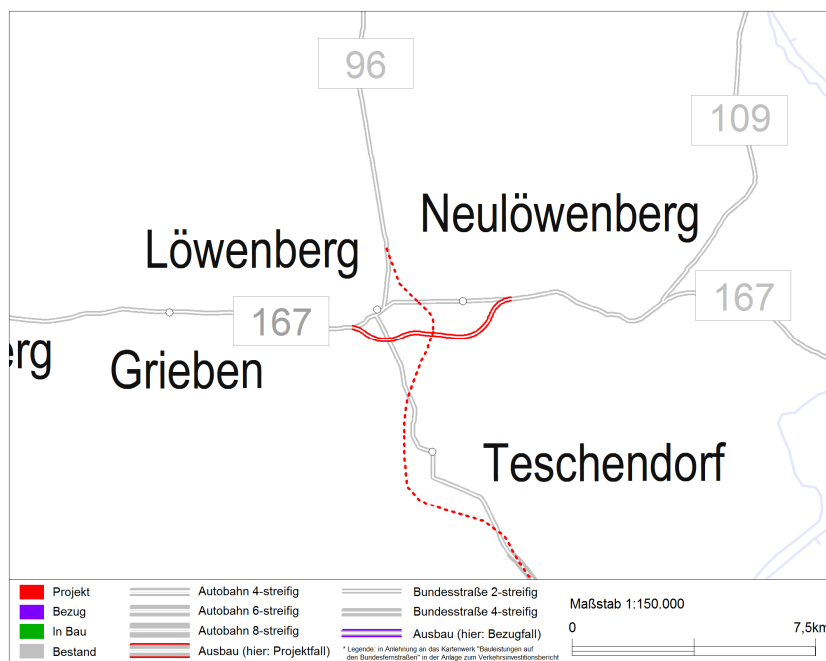 96
109
Neulöwenberg
Löwenberg
167
167
erg
Grieben
Teschendorf
Projekt
Bezug
In Bau
Bestand
Autobahn 4-streifig
Autobahn 6-streifig
Autobahn 8-streifig
Ausbau (hier: Projektfall)
Bundesstraße 2-streifig
Bundesstraße 4-streifig
Ausbau (hier: Bezugfall)
* Legende: in Anlehnung an das Kartenwerk "Bauleistungen auf
den Bundesfernstraßen" in der Anlage zum Verkehrsinvestitionsbericht
Maßstab 1:150.000
0 7,5km